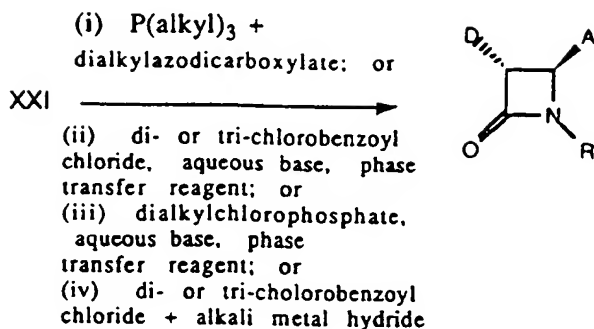 (i) P(alkyl)3 +
dialkylazodicarboxylate; or
XXI
(ii) di- or tri-chlorobenzoyl
chloride, aqueous base, phase
transfer reagent; or
(iii) dialkylchlorophosphate,
aqueous base, phase
transfer reagent; or
(iv) di- or tri-cholorobenzoyl
chloride + alkali metal hydride
D A
O N
R